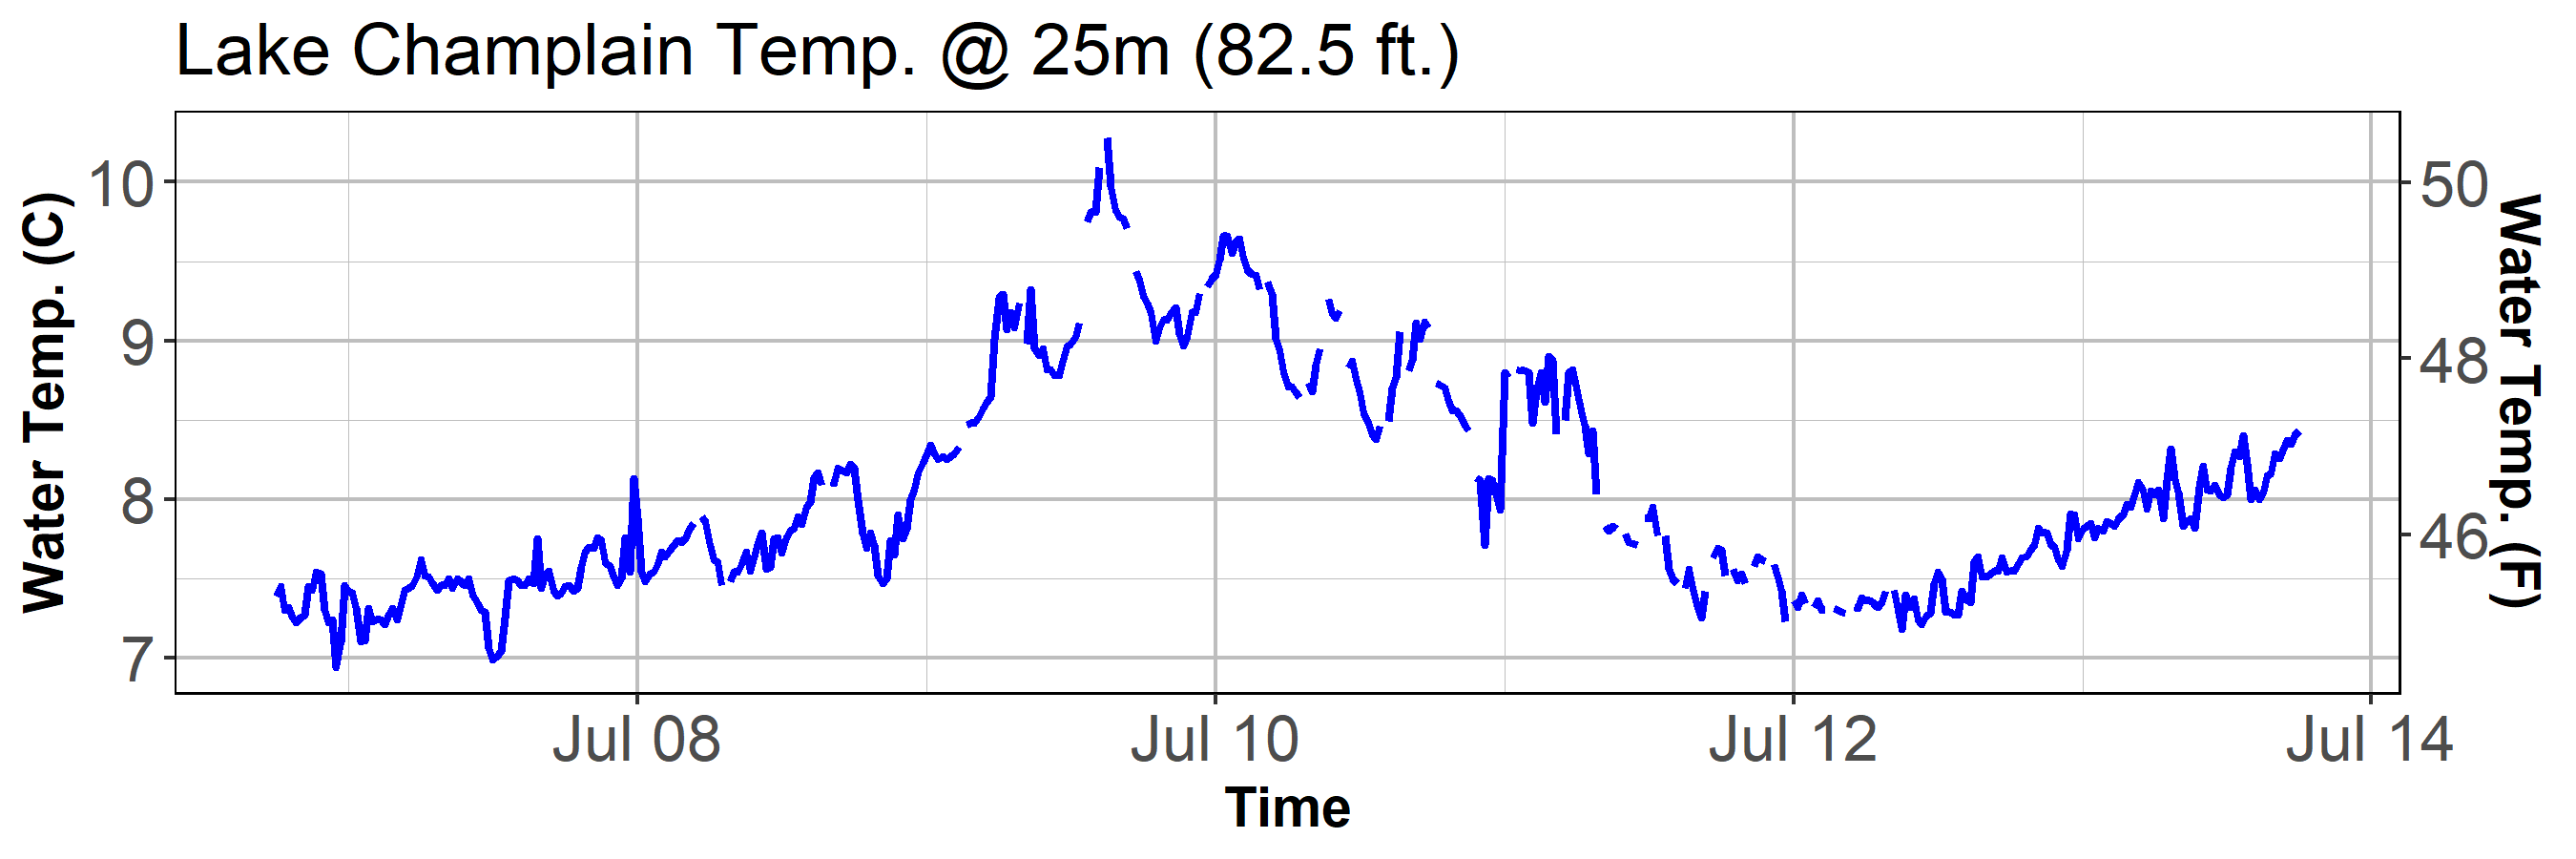 Lake Champlain Temp. @ 25m (82.5 ft.)
Water Temp. (C)
10
9
8
7
50
48
46
Water Temp. (F)
Jul 08
Jul 10
Jul 12
Jul 14
Time